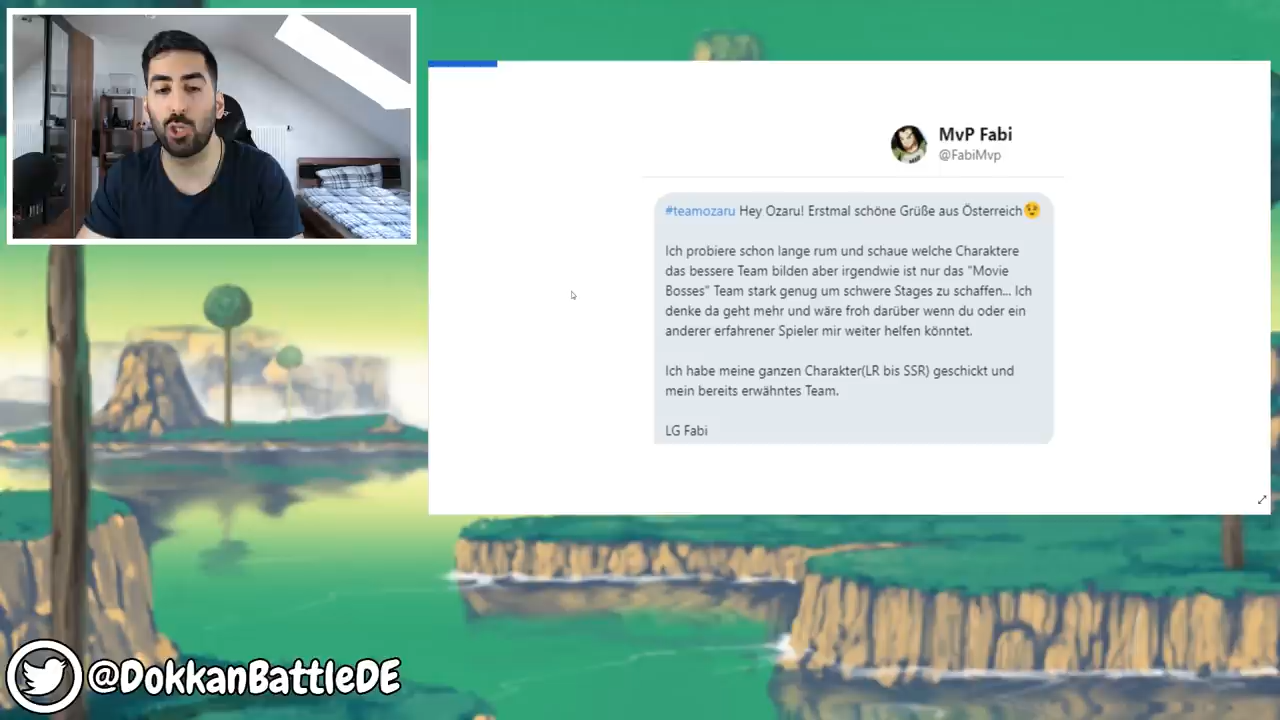 MvP Fabi
@FabiMvp
#teamozaru Hey Ozaru! Erstmal schöne Grüße aus Österreich😉
Ich probiere schon lange rum und schaue welche Charaktere
das bessere Team bilden aber irgendwie ist nur das "Movie
Bosses" Team stark genug um schwere Stages zu schaffen... Ich
denke da geht mehr und wäre froh darüber wenn du oder ein
anderer erfahrener Spieler mir weiter helfen könntet.
Ich habe meine ganzen Charakter(LR bis SSR) geschickt und
mein bereits erwähntes Team.
LG Fabi
@DokkanBattleDE